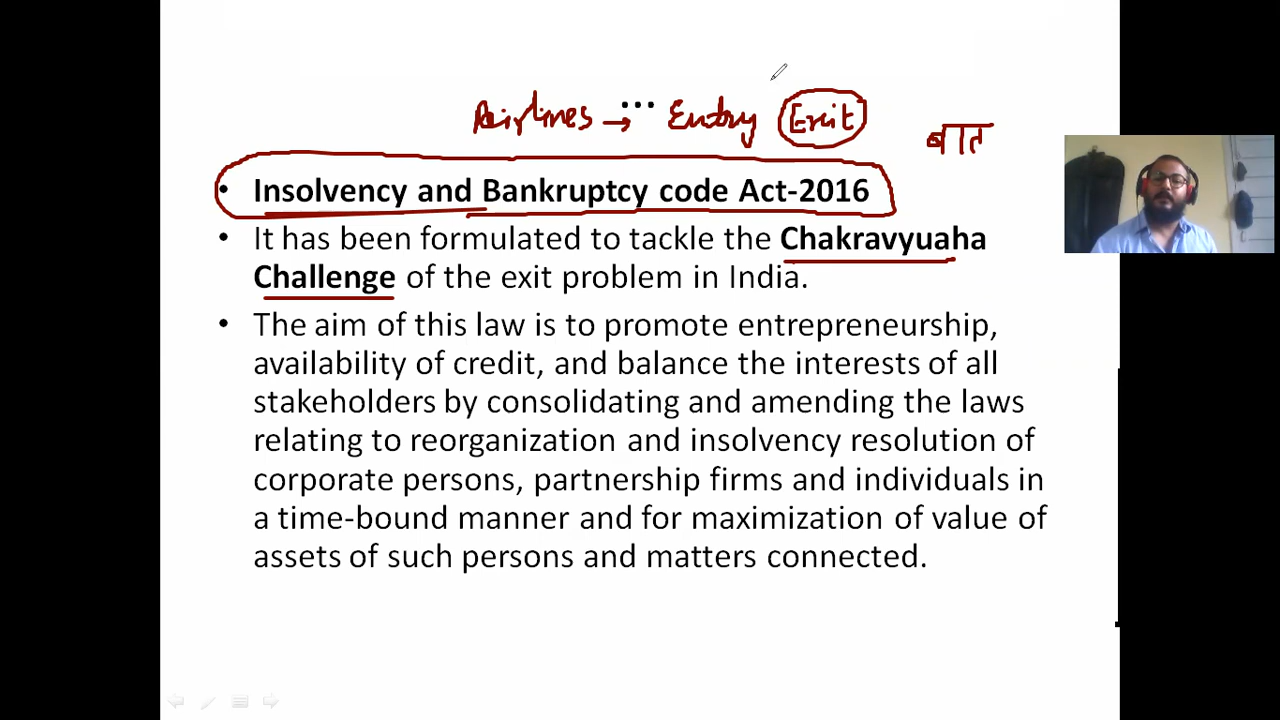 Airlines → ... Entry Exit
बात
• Insolvency and Bankruptcy code Act-2016
• It has been formulated to tackle the Chakravyuaha
Challenge of the exit problem in India.
• The aim of this law is to promote entrepreneurship,
availability of credit, and balance the interests of all
stakeholders by consolidating and amending the laws
relating to reorganization and insolvency resolution of
corporate persons, partnership firms and individuals in
a time-bound manner and for maximization of value of
assets of such persons and matters connected.